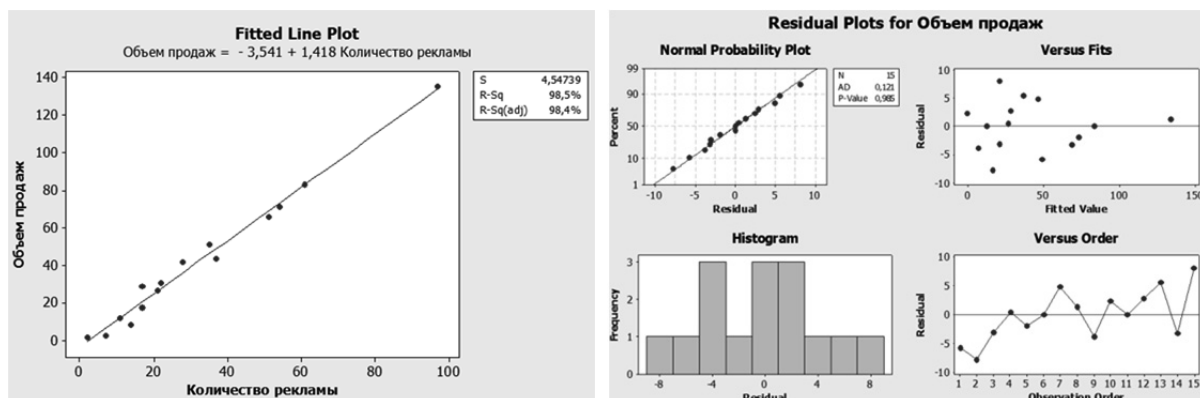 Fitted Line Plot
Объем продаж = - 3,541 + 1,418 Количество рекламы
S 4,54739
R-Sq 98,5%
R-Sq(adj) 98,4%
140
120
100
80
60
40
20
0
Объем продаж
0 20 40 60 80 100
Количество рекламы
Residual Plots for Объем продаж
Normal Probability Plot
N 15
AD 0,121
P-Value 0,985
99
90
50
10
1
Percent
-10 -5 0 5 10
Residual
Versus Fits
10
5
0
-5
-10
Residual
0 50 100 150
Fitted Value
Histogram
3
2
1
0
Frequency
-8 -4 0 4 8
Residual
Versus Order
10
5
0
-5
-10
Residual
1 2 3 4 5 6 7 8 9 10 11 12 13 14 15
Observation Order